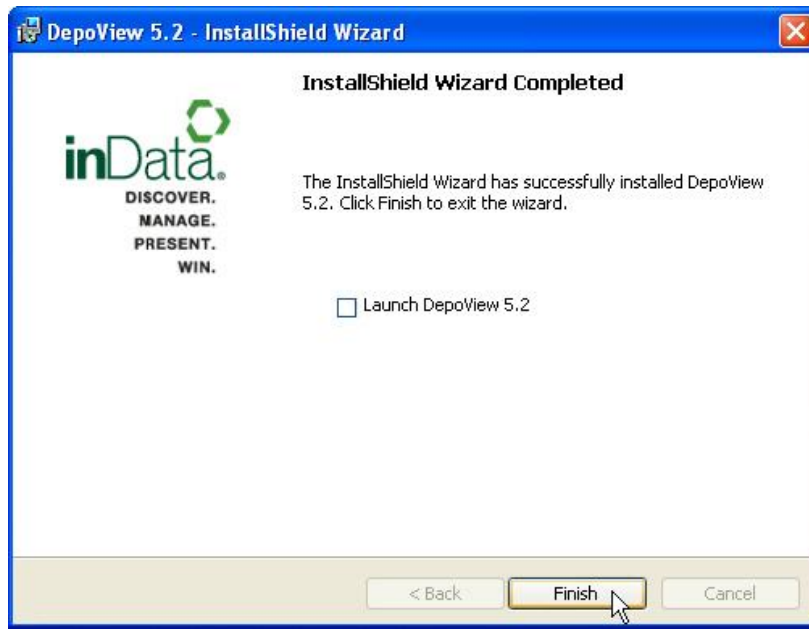 DepoView 5.2 - InstallShield Wizard
InstallShield Wizard Completed
inData®
DISCOVER.
MANAGE.
PRESENT.
WIN.
The InstallShield Wizard has successfully installed DepoView
5.2. Click Finish to exit the wizard.
Launch DepoView 5.2
< Back
Finish
Cancel